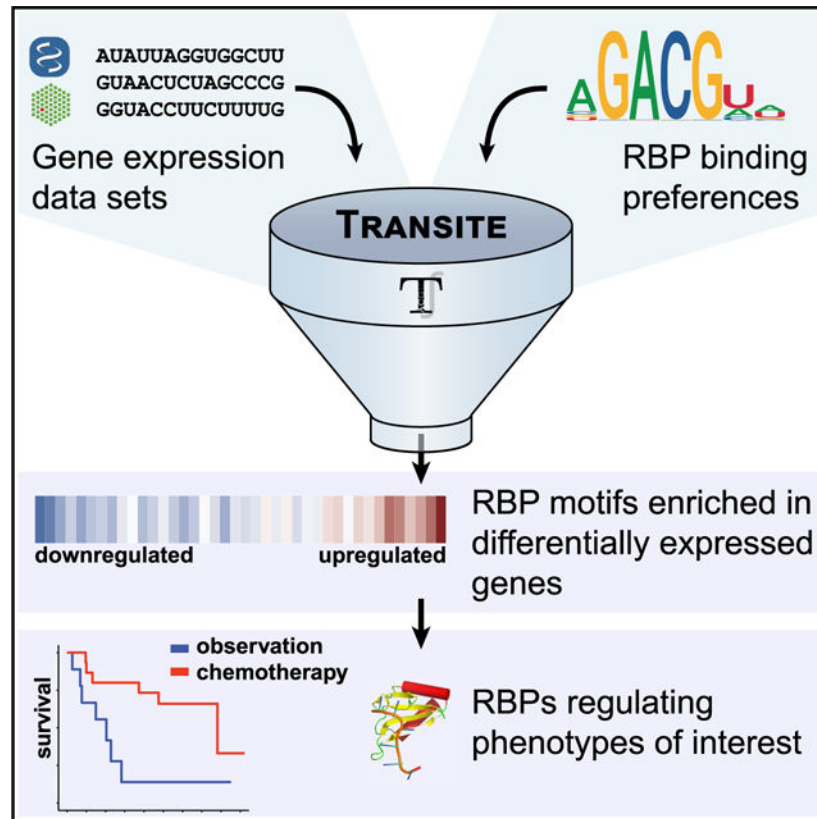 AUAUUAGGUGGCUU
GUAACUCUAGCCCG
GGUACCUUCUUUUG
Gene expression
data sets
AGACGUA
RBP binding
preferences
TRANSITE
T
RBP motifs enriched in
differentially expressed
genes
downregulated
upregulated
observation
chemotherapy
survival
RBPs regulating
phenotypes of interest